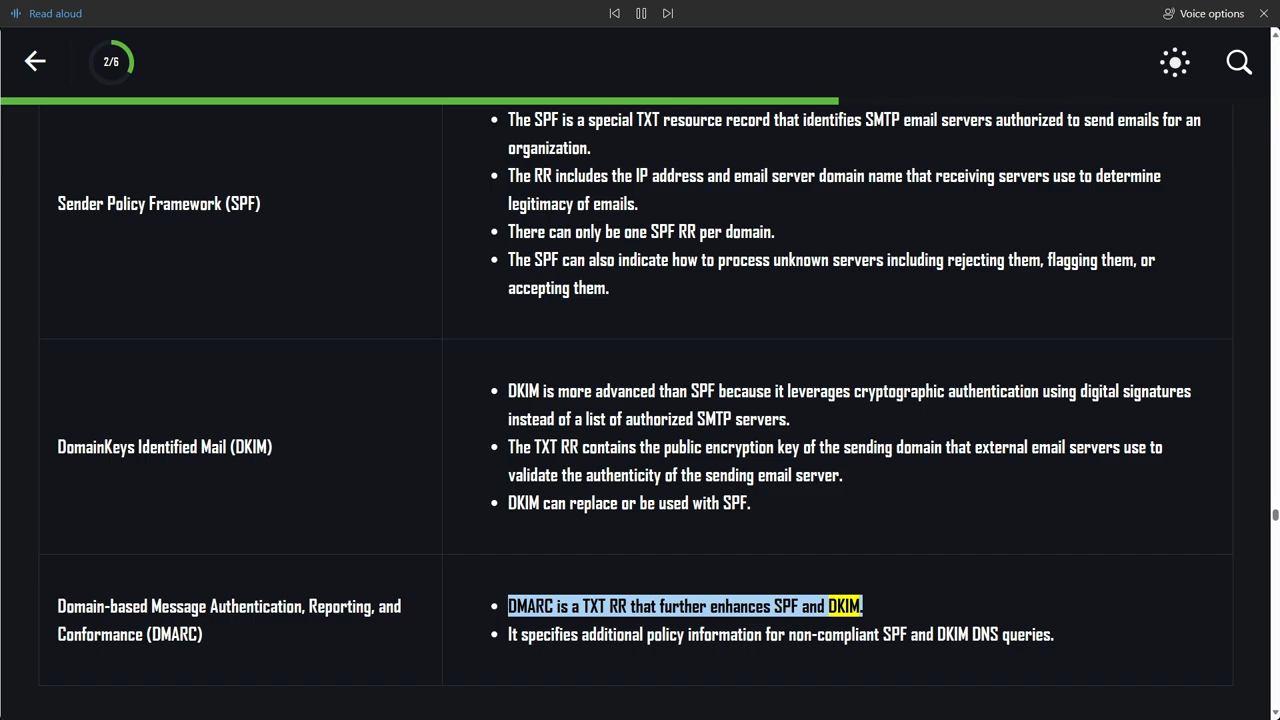 Read aloud
Voice options
2/6
The SPF is a special TXT resource record that identifies SMTP email servers authorized to send emails for an
organization.
The RR includes the IP address and email server domain name that receiving servers use to determine
legitimacy of emails.
Sender Policy Framework (SPF)
There can only be one SPF RR per domain.
The SPF can also indicate how to process unknown servers including rejecting them, flagging them, or
accepting them.
DKIM is more advanced than SPF because it leverages cryptographic authentication using digital signatures
instead of a list of authorized SMTP servers.
DomainKeys Identified Mail (DKIM)
The TXT RR contains the public encryption key of the sending domain that external email servers use to
validate the authenticity of the sending email server.
DKIM can replace or be used with SPF.
Domain-based Message Authentication, Reporting, and
Conformance (DMARC)
DMARC is a TXT RR that further enhances SPF and DKIM.
It specifies additional policy information for non-compliant SPF and DKIM DNS queries.